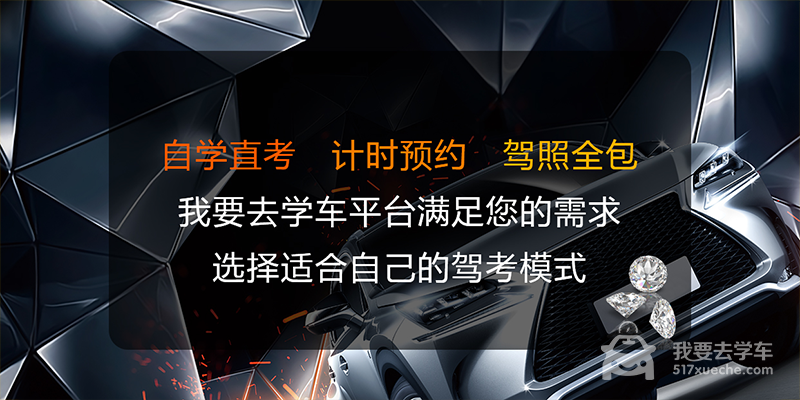 自学直考 计时预约 驾照全包
我要去学车平台满足您的需求
选择适合自己的驾考模式
我要去学车
517xueche.com